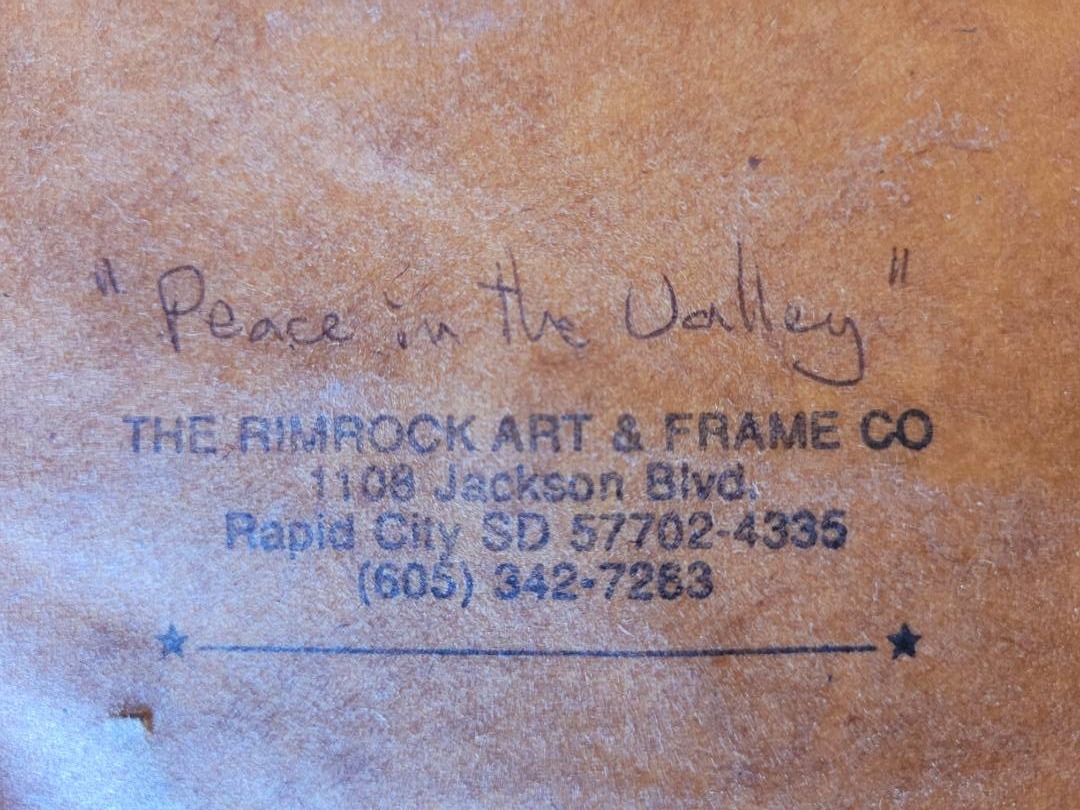 "Peace in the Valley"
THE RIMROCK ART & FRAME CO
1108 Jackson Blvd.
Rapid City SD 57702-4335
(605) 342-7283